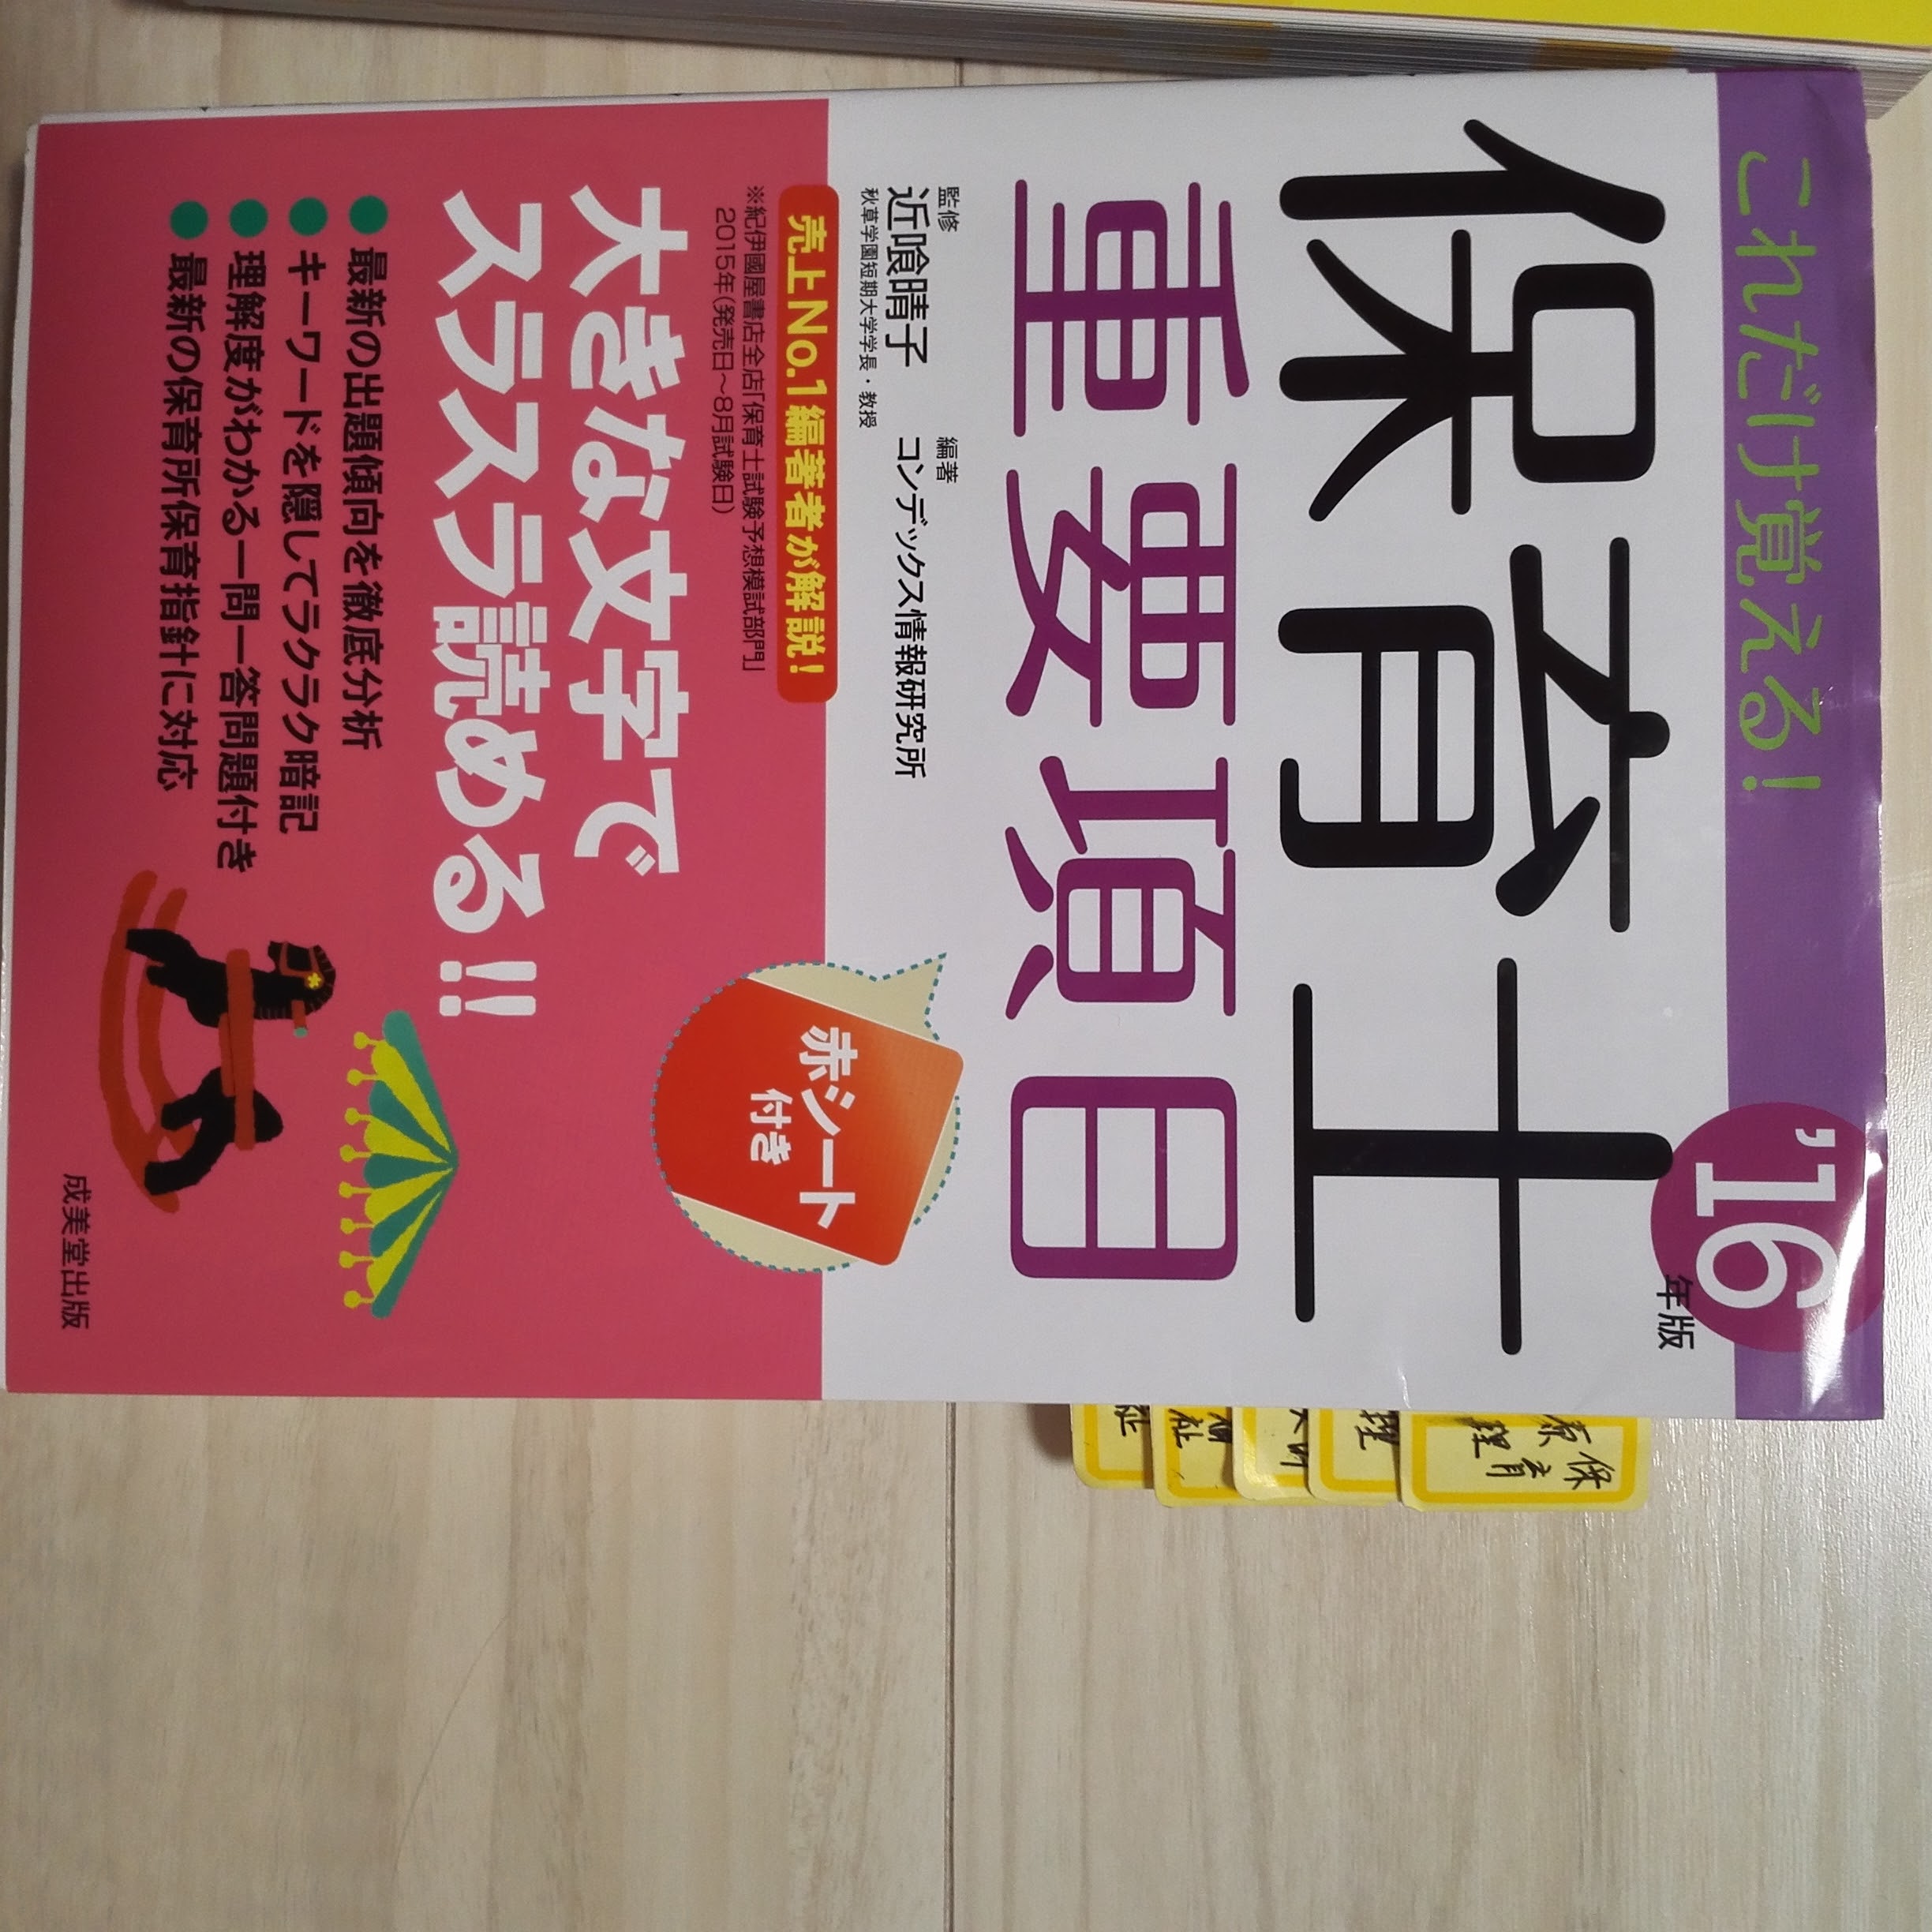 これだけ覚える!
'16
年版
保育士
重要項目
監修
近喰晴子
秋草学園短期大学学長・教授
編著
コンデックス情報研究所
売上No.1編著者が解説!
※紀伊國屋書店全店「保育士試験予想模試部門」
2015年(発売日〜8月試験日)
赤シート
付き
大きな文字で
スラスラ読める!!
●最新の出題傾向を徹底分析
●キーワードを隠してラクラク暗記
●理解度がわかる一問一答問題付き
●最新の保育所保育指針に対応
成美堂出版
保育
原理